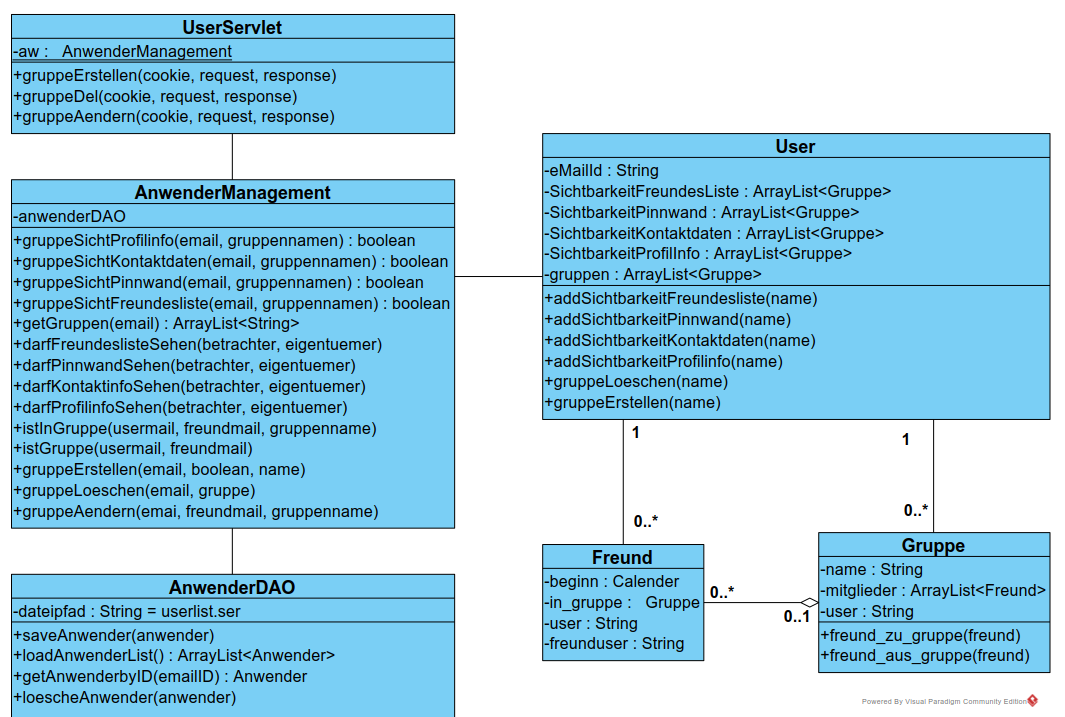 UserServlet
-aw : AnwenderManagement
+gruppeErstellen(cookie, request, response)
+gruppeDel(cookie, request, response)
+gruppeAendern(cookie, request, response)
AnwenderManagement
-anwenderDAO
+gruppeSichtProfilinfo(email, gruppennamen) : boolean
+gruppeSichtKontaktdaten(email, gruppennamen) : boolean
+gruppeSichtPinnwand(email, gruppennamen) : boolean
+gruppeSichtFreundesliste(email, gruppennamen) : boolean
+getGruppen(email) : ArrayList<String>
+darfFreundeslisteSehen(betrachter, eigentuemer)
+darfPinnwandSehen(betrachter, eigentuemer)
+darfKontaktinfoSehen(betrachter, eigentuemer)
+darfProfilinfoSehen(betrachter, eigentuemer)
+istInGruppe(usermail, freundmail, gruppenname)
+istGruppe(usermail, freundmail)
+gruppeErstellen(email, boolean, name)
+gruppeLoeschen(email, gruppe)
+gruppeAendern(emai, freundmail, gruppenname)
AnwenderDAO
-dateipfad : String = userlist.ser
+saveAnwender(anwender)
+loadAnwenderList() : ArrayList<Anwender>
+getAnwenderbyID(emailID) : Anwender
+loescheAnwender(anwender)
User
-eMailId : String
-SichtbarkeitFreundesListe : ArrayList<Gruppe>
-SichtbarkeitPinnwand : ArrayList<Gruppe>
-SichtbarkeitKontaktdaten : ArrayList<Gruppe>
-SichtbarkeitProfilInfo : ArrayList<Gruppe>
-gruppen : ArrayList<Gruppe>
+addSichtbarkeitFreundesliste(name)
+addSichtbarkeitPinnwand(name)
+addSichtbarkeitKontaktdaten(name)
+addSichtbarkeitProfilinfo(name)
+gruppeLoeschen(name)
+gruppeErstellen(name)
1
1
0..*
0..*
Freund
-beginn : Calender
-in_gruppe : Gruppe
-user : String
-freunduser : String
0..*
0..1
Gruppe
-name : String
-mitglieder : ArrayList<Freund>
-user : String
+freund_zu_gruppe(freund)
+freund_aus_gruppe(freund)
Powered By Visual Paradigm Community Edition